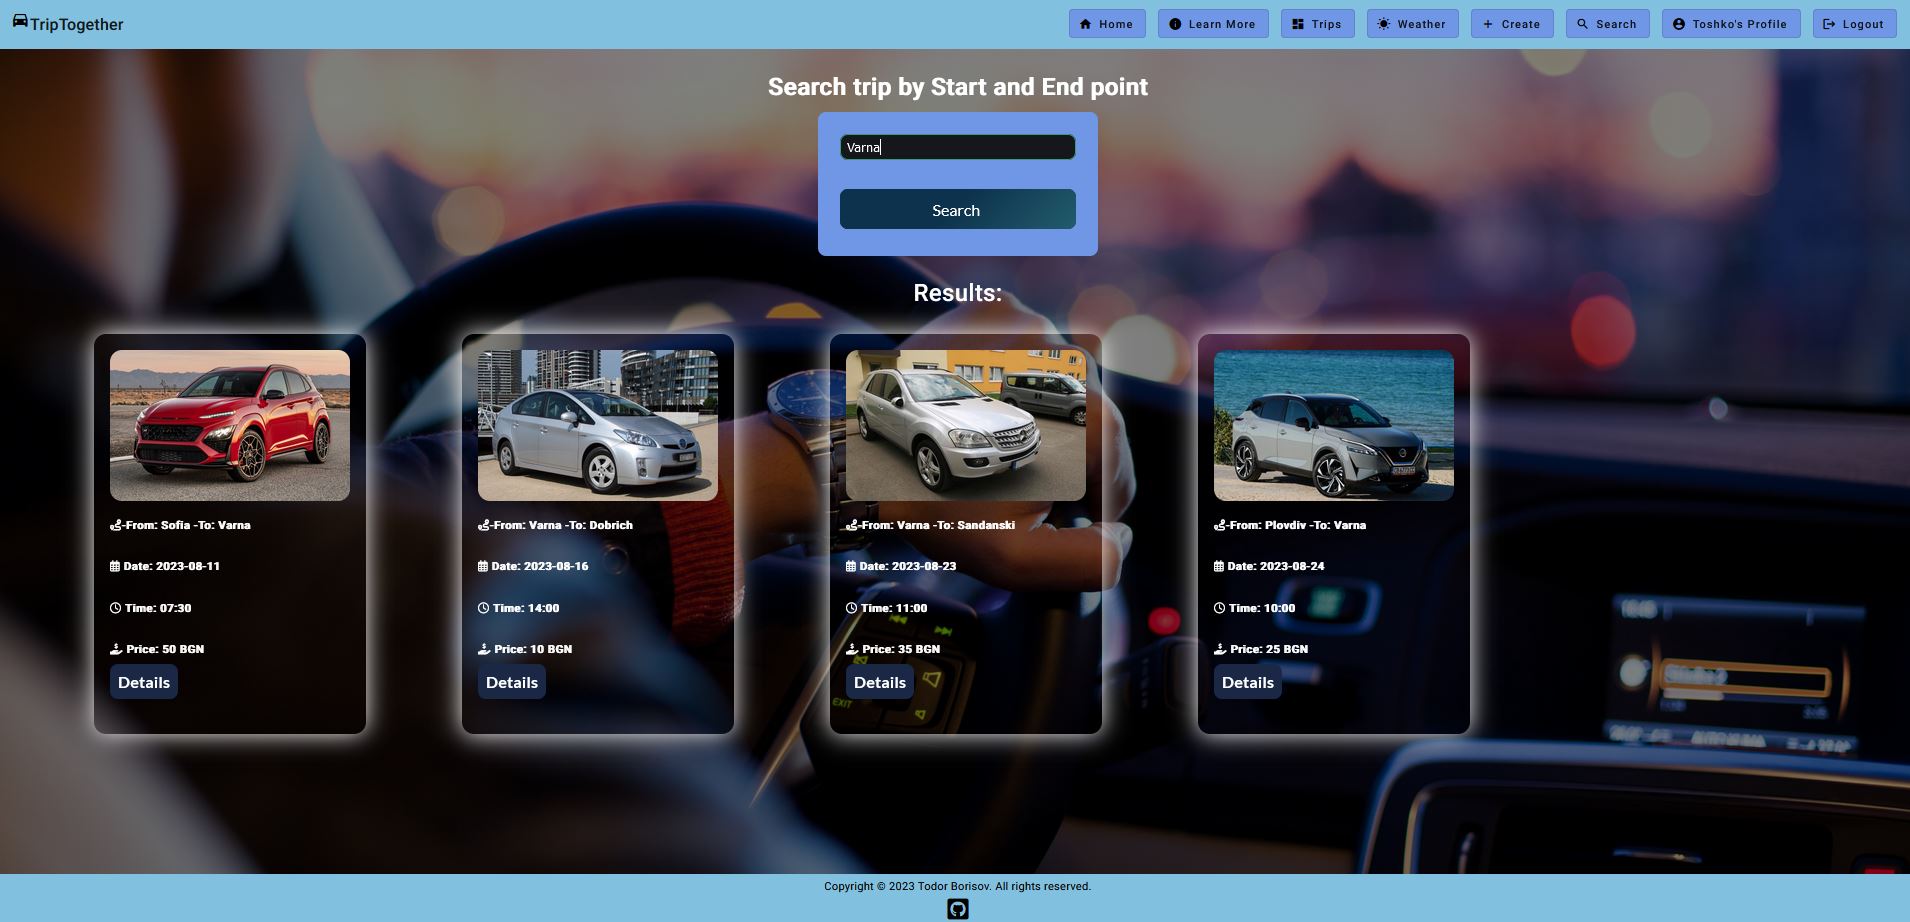 TripTogether
Home
Learn More
Trips
Weather
Create
Search
Toshko's Profile
Logout
Search trip by Start and End point
Varna
Search
Results:
-From: Sofia -To: Varna
Date: 2023-08-11
Time: 07:30
Price: 50 BGN
Details
-From: Varna -To: Dobrich
Date: 2023-08-16
Time: 14:00
Price: 10 BGN
Details
-From: Varna -To: Sandanski
Date: 2023-08-23
Time: 11:00
Price: 35 BGN
Details
EXIT
-From: Plovdiv -To: Varna
Date: 2023-08-24
Time: 10:00
Price: 25 BGN
Details
Copyright © 2023 Todor Borisov. All rights reserved.